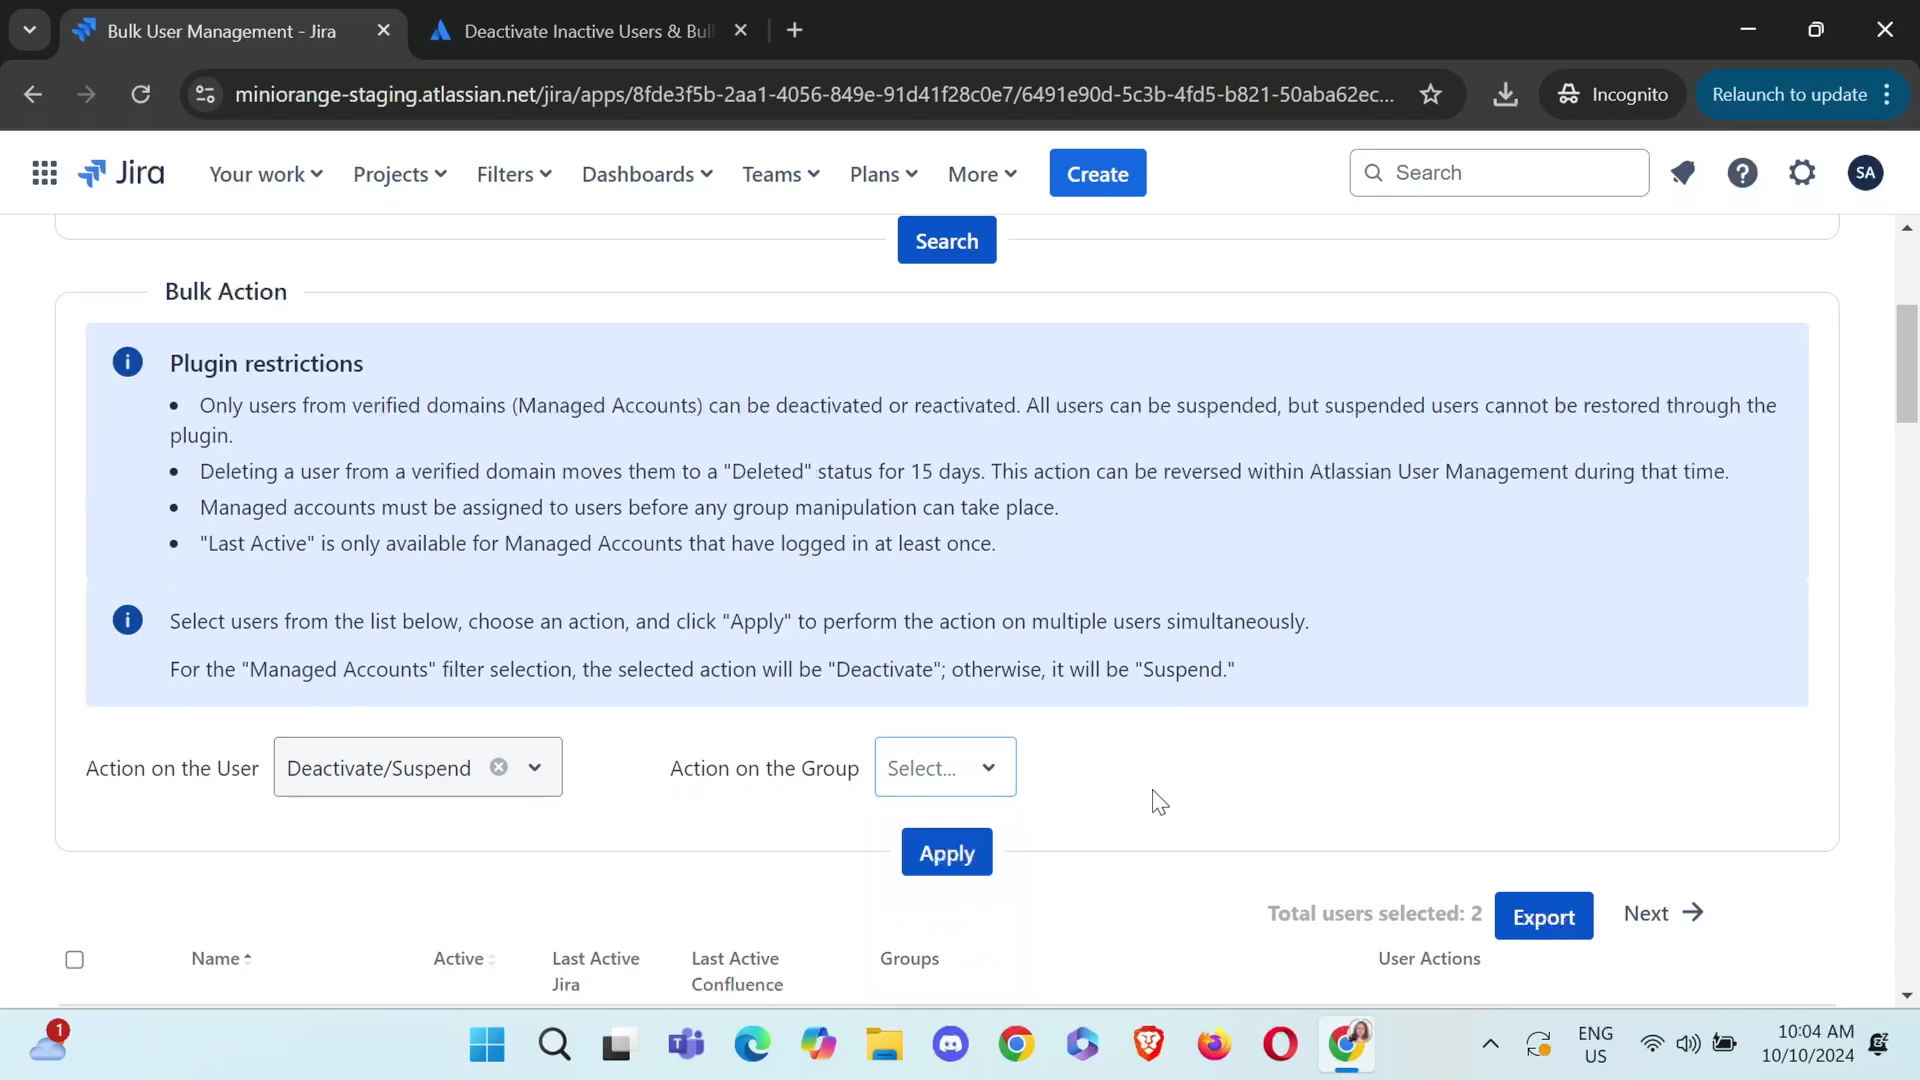 Bulk User Management - Jira
Deactivate Inactive Users & Bul
miniorange-staging.atlassian.net/jira/apps/8fde3f5b-2aa1-4056-849e-91d41f28c0e7/6491e90d-5c3b-4fd5-b821-50aba62ec...
Incognito
Relaunch to update
Jira
Your work
Projects
Filters
Dashboards
Teams
Plans
More
Create
Search
SA
Search
Bulk Action
Plugin restrictions
• Only users from verified domains (Managed Accounts) can be deactivated or reactivated. All users can be suspended, but suspended users cannot be restored through the
plugin.
• Deleting a user from a verified domain moves them to a "Deleted" status for 15 days. This action can be reversed within Atlassian User Management during that time.
• Managed accounts must be assigned to users before any group manipulation can take place.
• "Last Active" is only available for Managed Accounts that have logged in at least once.
Select users from the list below, choose an action, and click "Apply" to perform the action on multiple users simultaneously.
For the "Managed Accounts" filter selection, the selected action will be "Deactivate"; otherwise, it will be "Suspend."
Action on the User
Deactivate/Suspend
Action on the Group
Select...
Apply
Total users selected: 2
Export
Next
Name
Active
Last Active
Jira
Last Active
Confluence
Groups
User Actions
1
ENG
US
10:04 AM
10/10/2024